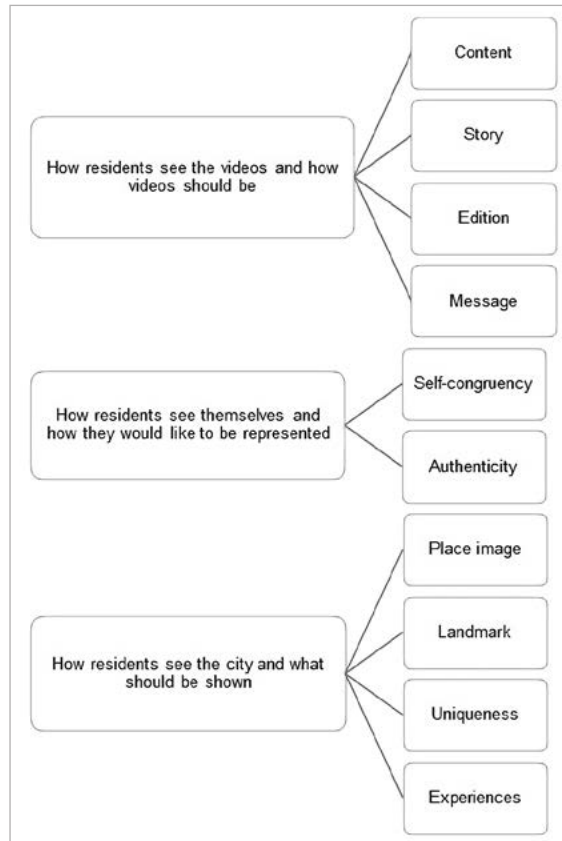 Content
Story
How residents see the videos and how
videos should be
Edition
Message
Self-congruency
How residents see themselves and
how they would like to be represented
Authenticity
Place image
Landmark
How residents see the city and what
should be shown
Uniqueness
Experiences